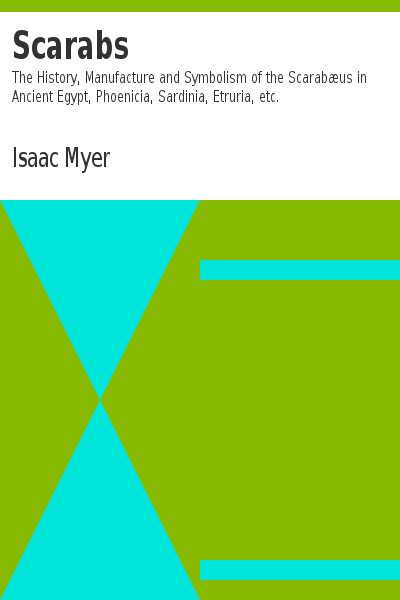 Scarabs
The History, Manufacture and Symbolism of the Scarabæus in
Ancient Egypt, Phoenicia, Sardinia, Etruria, etc.
Isaac Myer